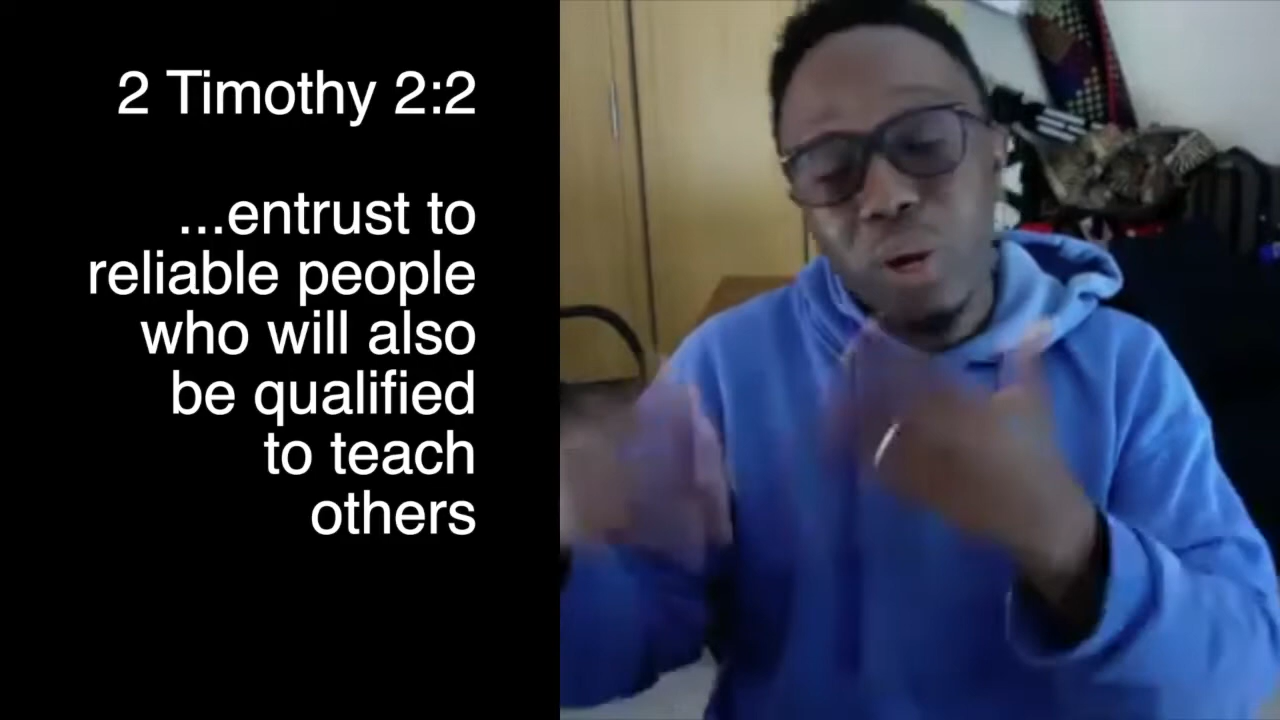 2 Timothy 2:2
...entrust to
reliable people
who will also
be qualified
to teach
others